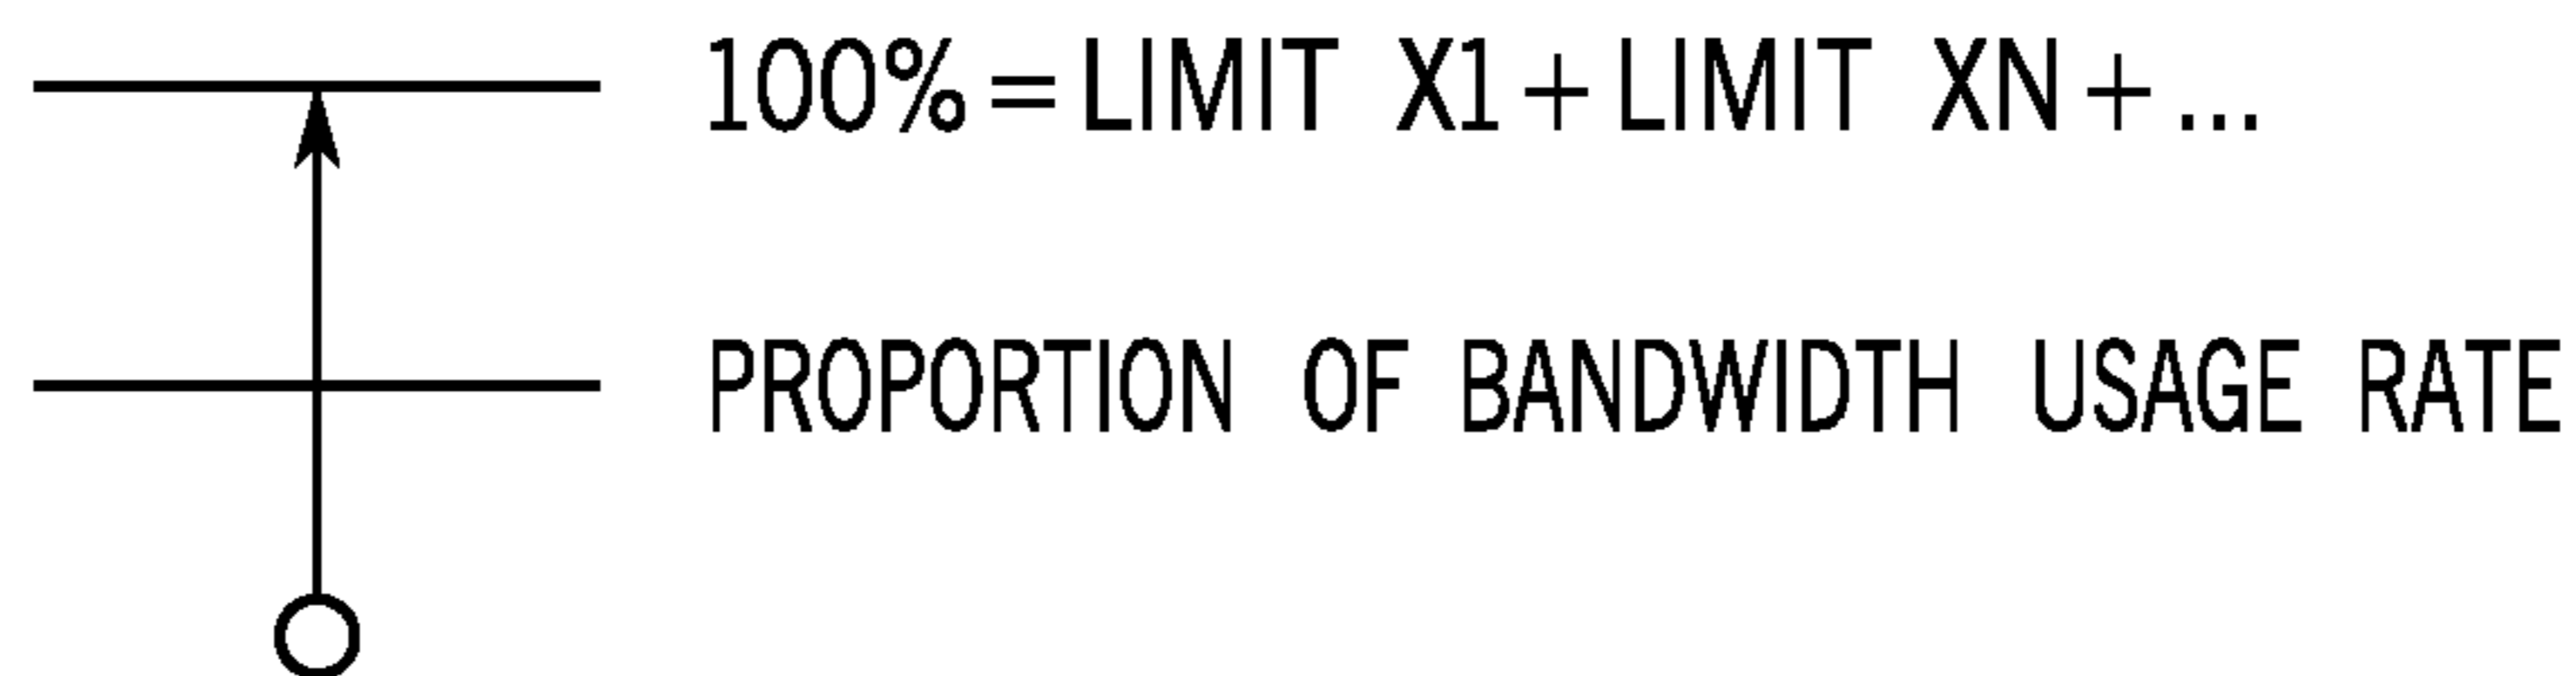 100%=LIMIT X1+LIMIT XN+...
PROPORTION OF BANDWIDTH USAGE RATE